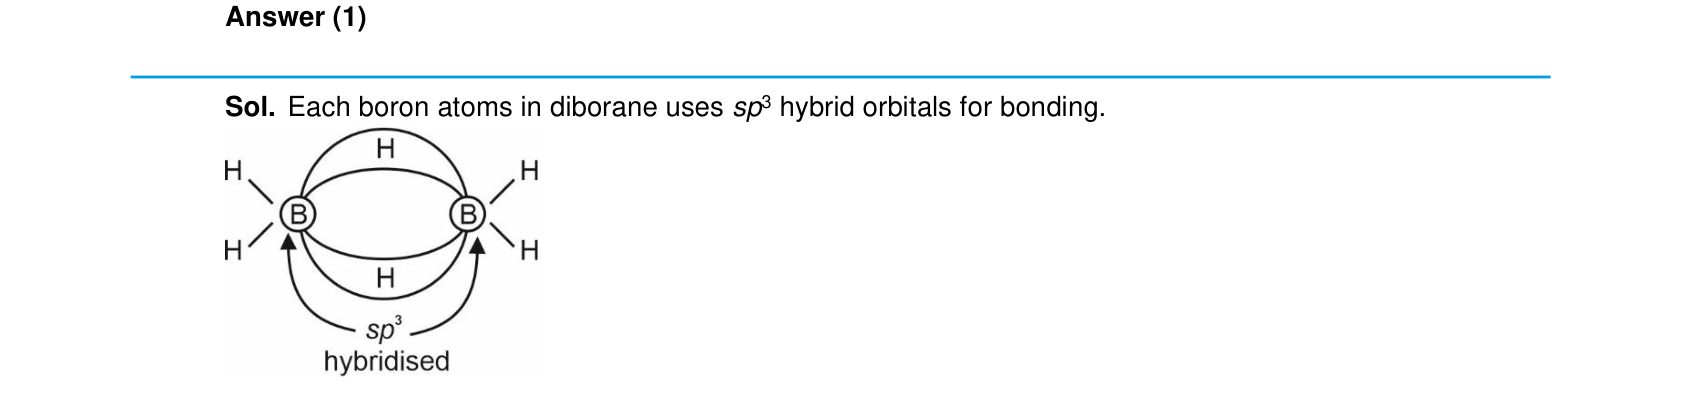 Answer (1)
Sol. Each boron atoms in diborane uses sp³ hybrid orbitals for bonding.
H
H H
B B
H H
H
sp³
hybridised